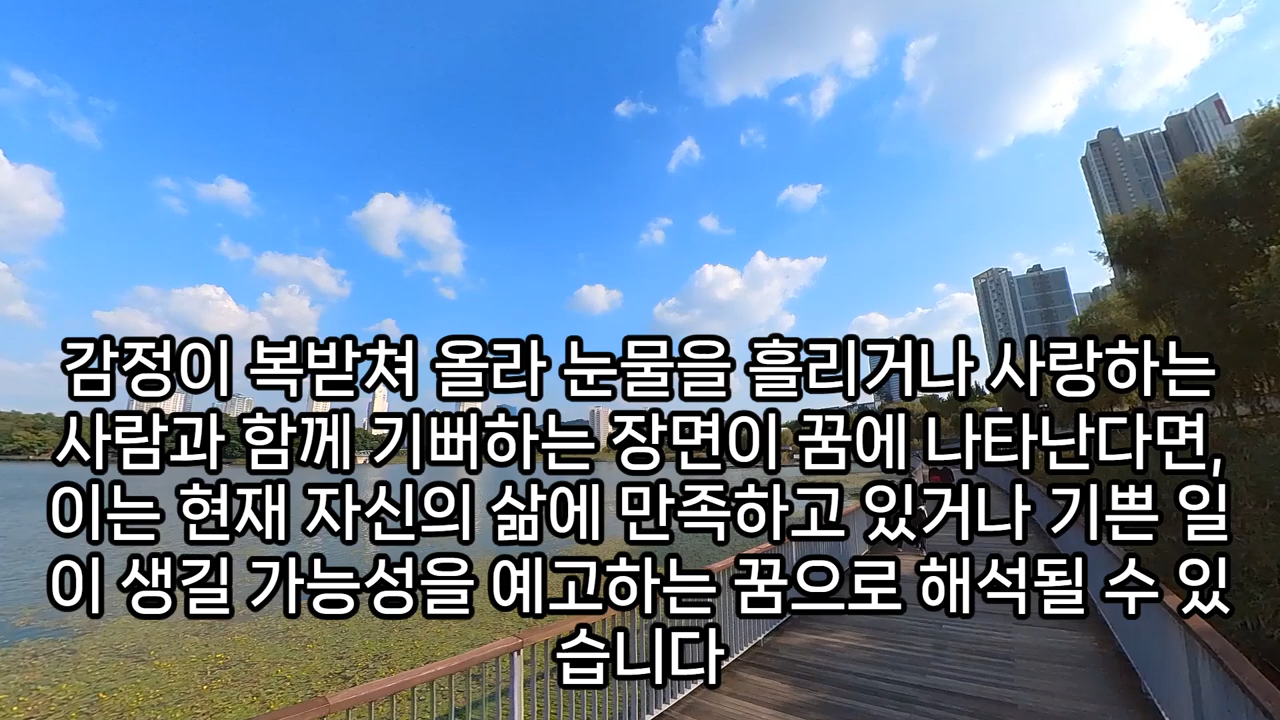 감정이 복받쳐 올라 눈물을 흘리거나 사랑하는
사람과 함께 기뻐하는 장면이 꿈에 나타난다면,
이는 현재 자신의 삶에 만족하고 있거나 기쁜 일
이 생길 가능성을 예고하는 꿈으로 해석될 수 있
습니다